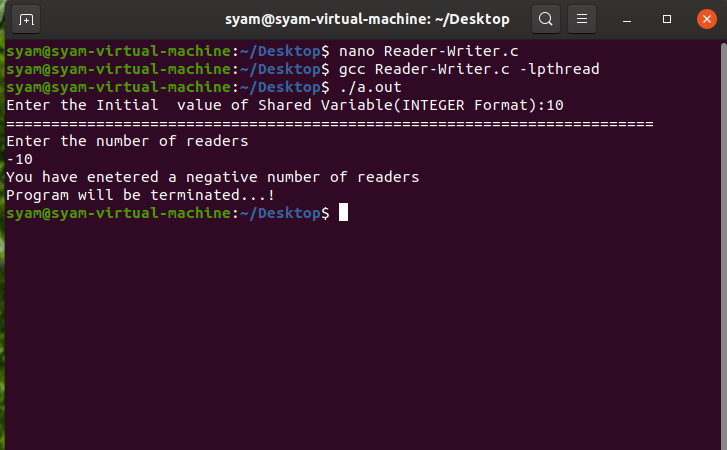 syam@syam-virtual-machine: ~/Desktop
syam@syam-virtual-machine:~/Desktop$ nano Reader-Writer.c
syam@syam-virtual-machine:~/Desktop$ gcc Reader-Writer.c -lpthread
syam@syam-virtual-machine:~/Desktop$ ./a.out
Enter the Initial  value of Shared Variable(INTEGER Format):10
========================================================================
Enter the number of readers
-10
You have enetered a negative number of readers
Program will be terminated...!
syam@syam-virtual-machine:~/Desktop$